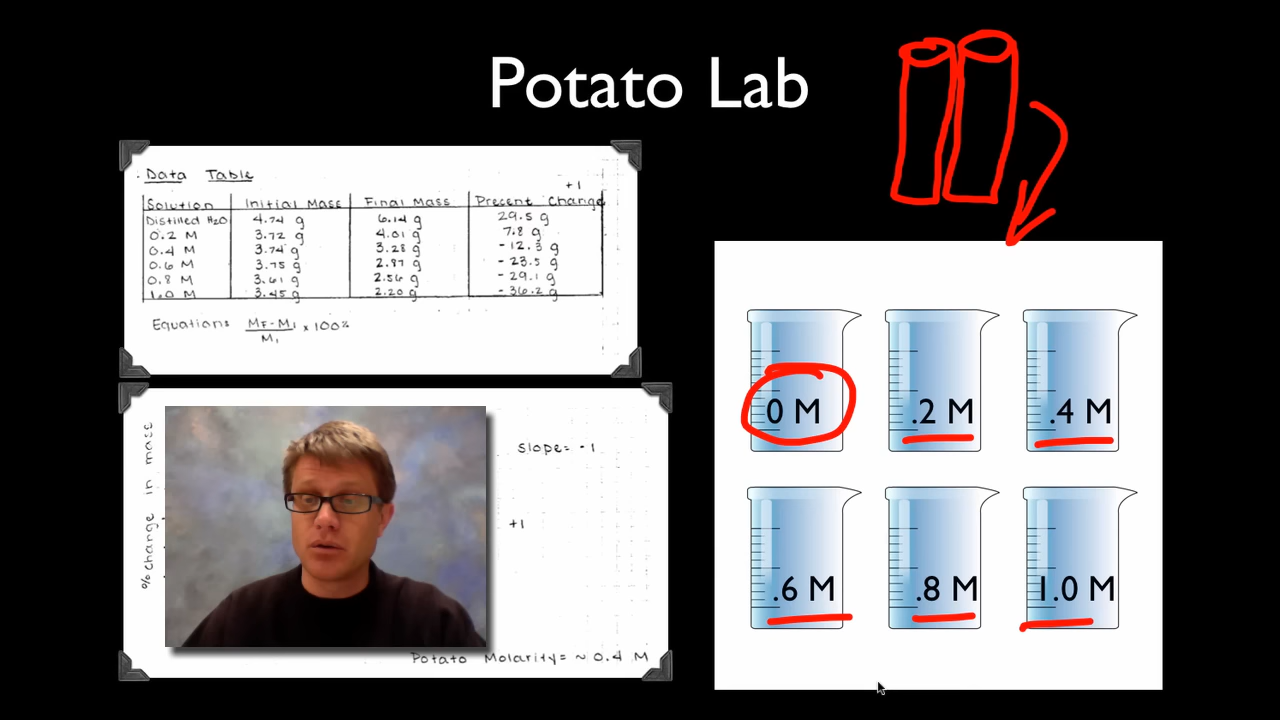 Potato Lab
Data Table
+1
Solution Initial Mass Final Mass Precent Change
Distilled H2O 4.74 g 6.14 g 29.5 g
0.2 M 3.72 g 4.01 g 7.8 g
0.4 M 3.74 g 3.28 g -12.3 g
0.6 M 3.75 g 2.87 g -23.5 g
0.8 M 3.61 g 2.56 g -29.1 g
1.0 M 3.45 g 2.20 g -36.2 g
Equation: MF-M1 x 100%
M1
% Change in mass
Slope= -1
+1
Potato Molarity= ~0.4 M
0 M .2 M .4 M
.6 M .8 M 1.0 M